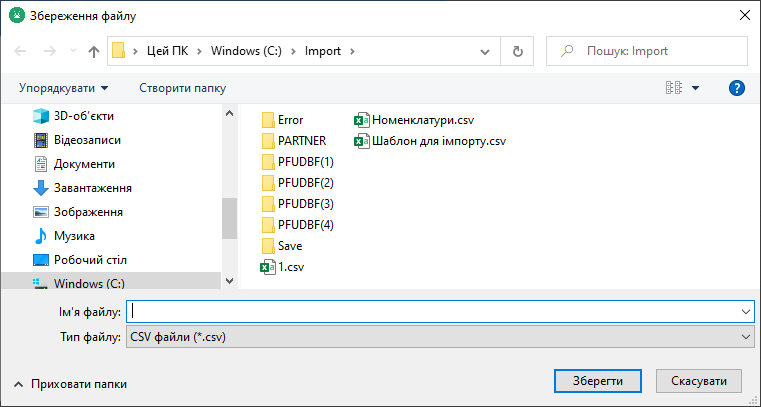 Збереження файлу
Цей ПК > Windows (C:) > Import >
Пошук: Import
Упорядкувати
Створити папку
?
3D-об'єкти
Відеозаписи
Документи
Завантаження
Зображення
Музика
Робочий стіл
Windows (C:)
Error
PARTNER
PFUDBF(1)
PFUDBF(2)
PFUDBF(3)
PFUDBF(4)
Save
1.csv
Номенклатури.csv
Шаблон для імпорту.csv
Ім'я файлу:
Тип файлу: CSV файли (*.csv)
Приховати папки
Зберегти
Скасувати